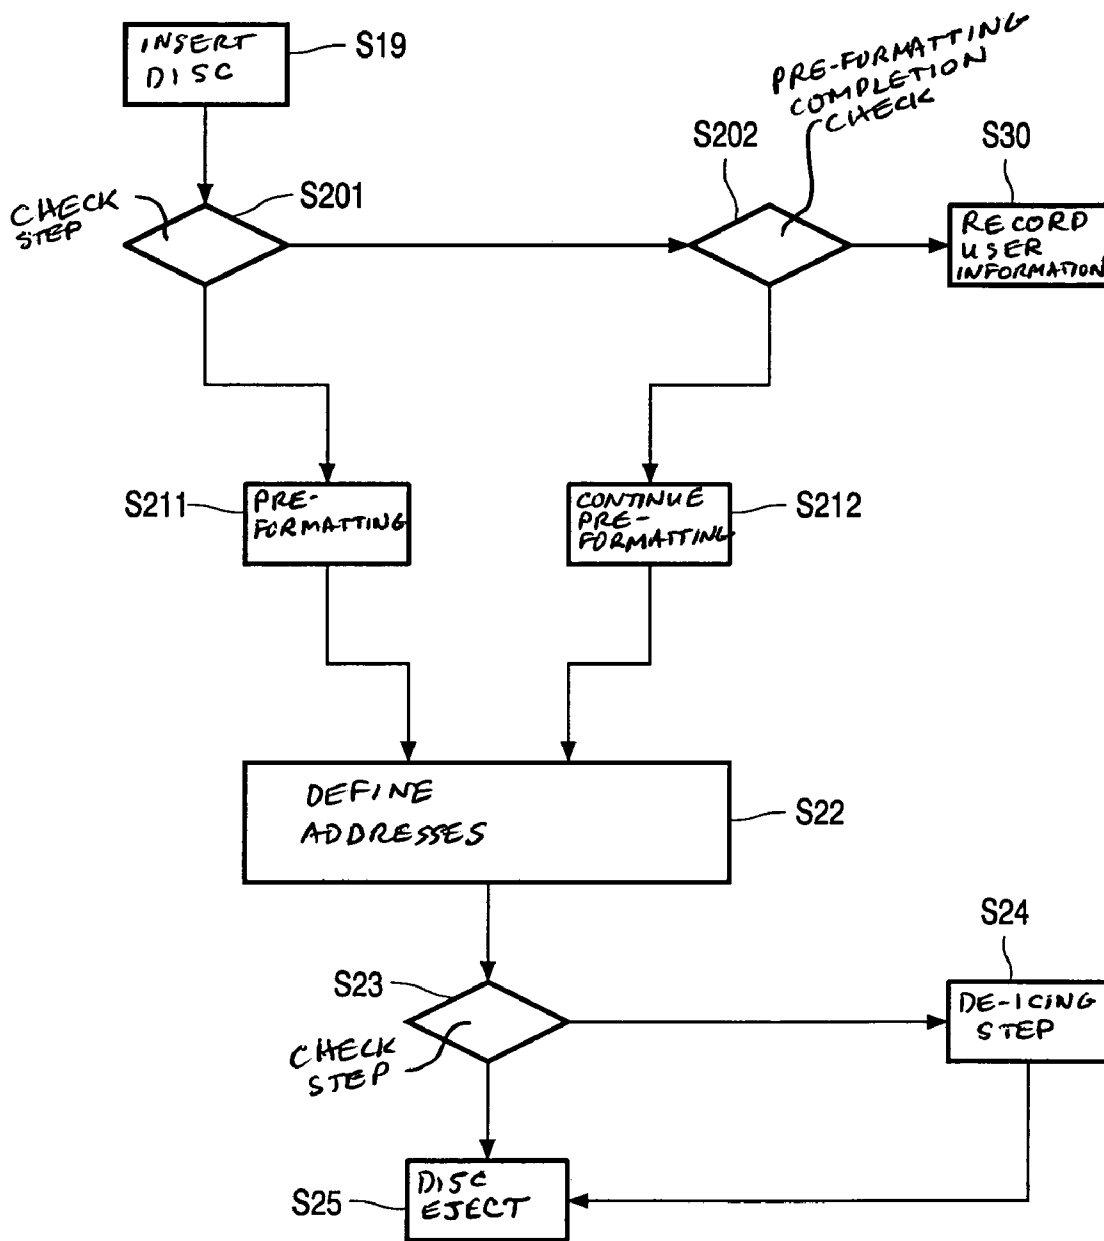 INSERT
DISC
S19
PRE-FORMATTING
COMPLETION
CHECK
S202
S30
CHECK
STEP
S201
RECORD
USER
INFORMATION
S211
PRE-
FORMATTING
CONTINUE
PRE-
FORMATTING
S212
DEFINE
ADDRESSES
S22
S23
CHECK
STEP
S24
DE-ICING
STEP
S25
DISC
EJECT